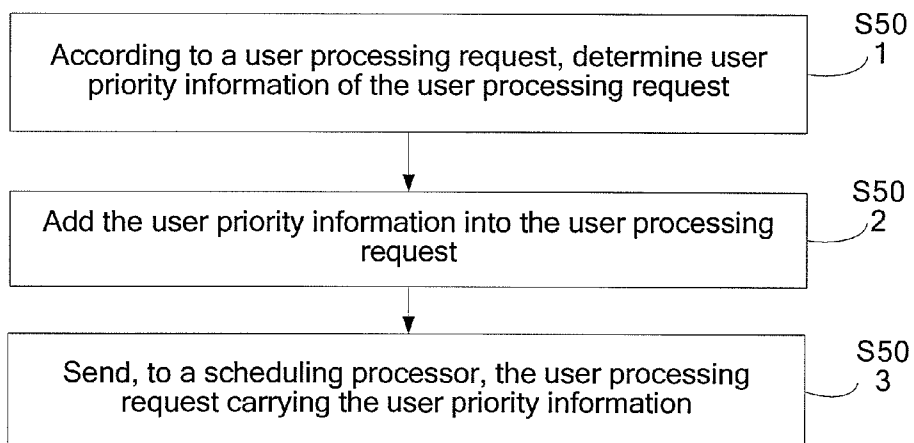 According to a user processing request, determine user
priority information of the user processing request
S50
1
Add the user priority information into the user processing
request
S50
2
Send, to a scheduling processor, the user processing
request carrying the user priority information
S50
3